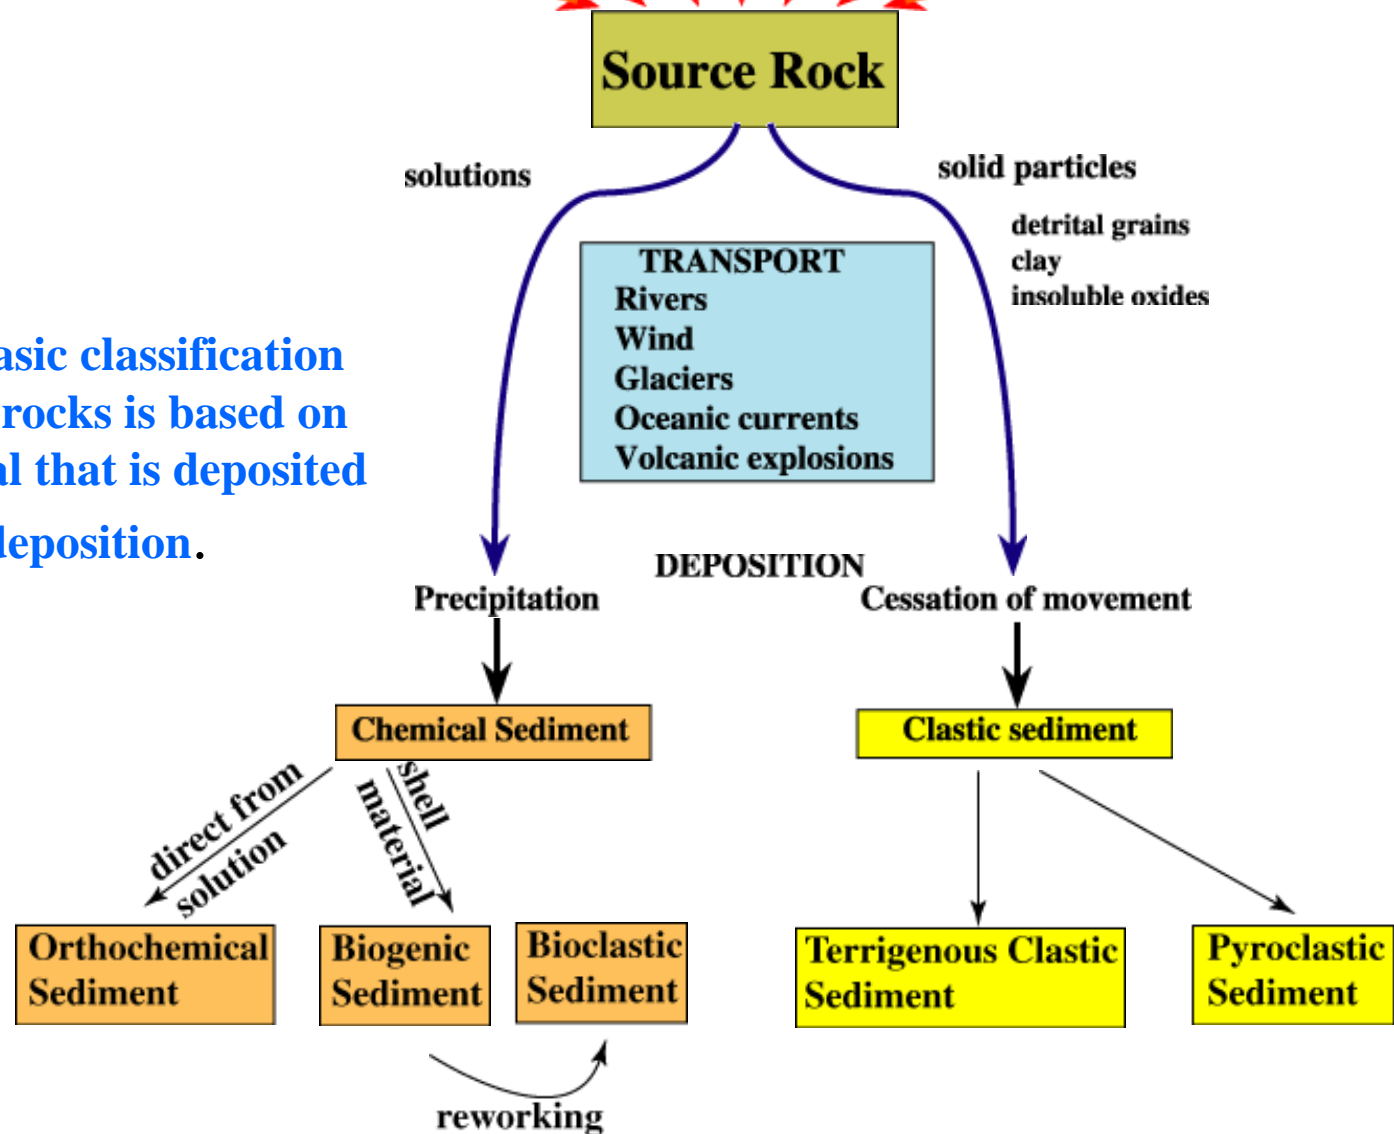 Source Rock
solutions
solid particles
detrital grains
clay
insoluble oxides
TRANSPORT
Rivers
Wind
Glaciers
Oceanic currents
Volcanic explosions
asic classification
rocks is based on
al that is deposited
deposition.
DEPOSITION
Precipitation
Cessation of movement
Chemical Sediment
Clastic sediment
direct from
solution
shell
material
Orthochemical
Sediment
Biogenic
Sediment
Bioclastic
Sediment
Terrigenous Clastic
Sediment
Pyroclastic
Sediment
reworking